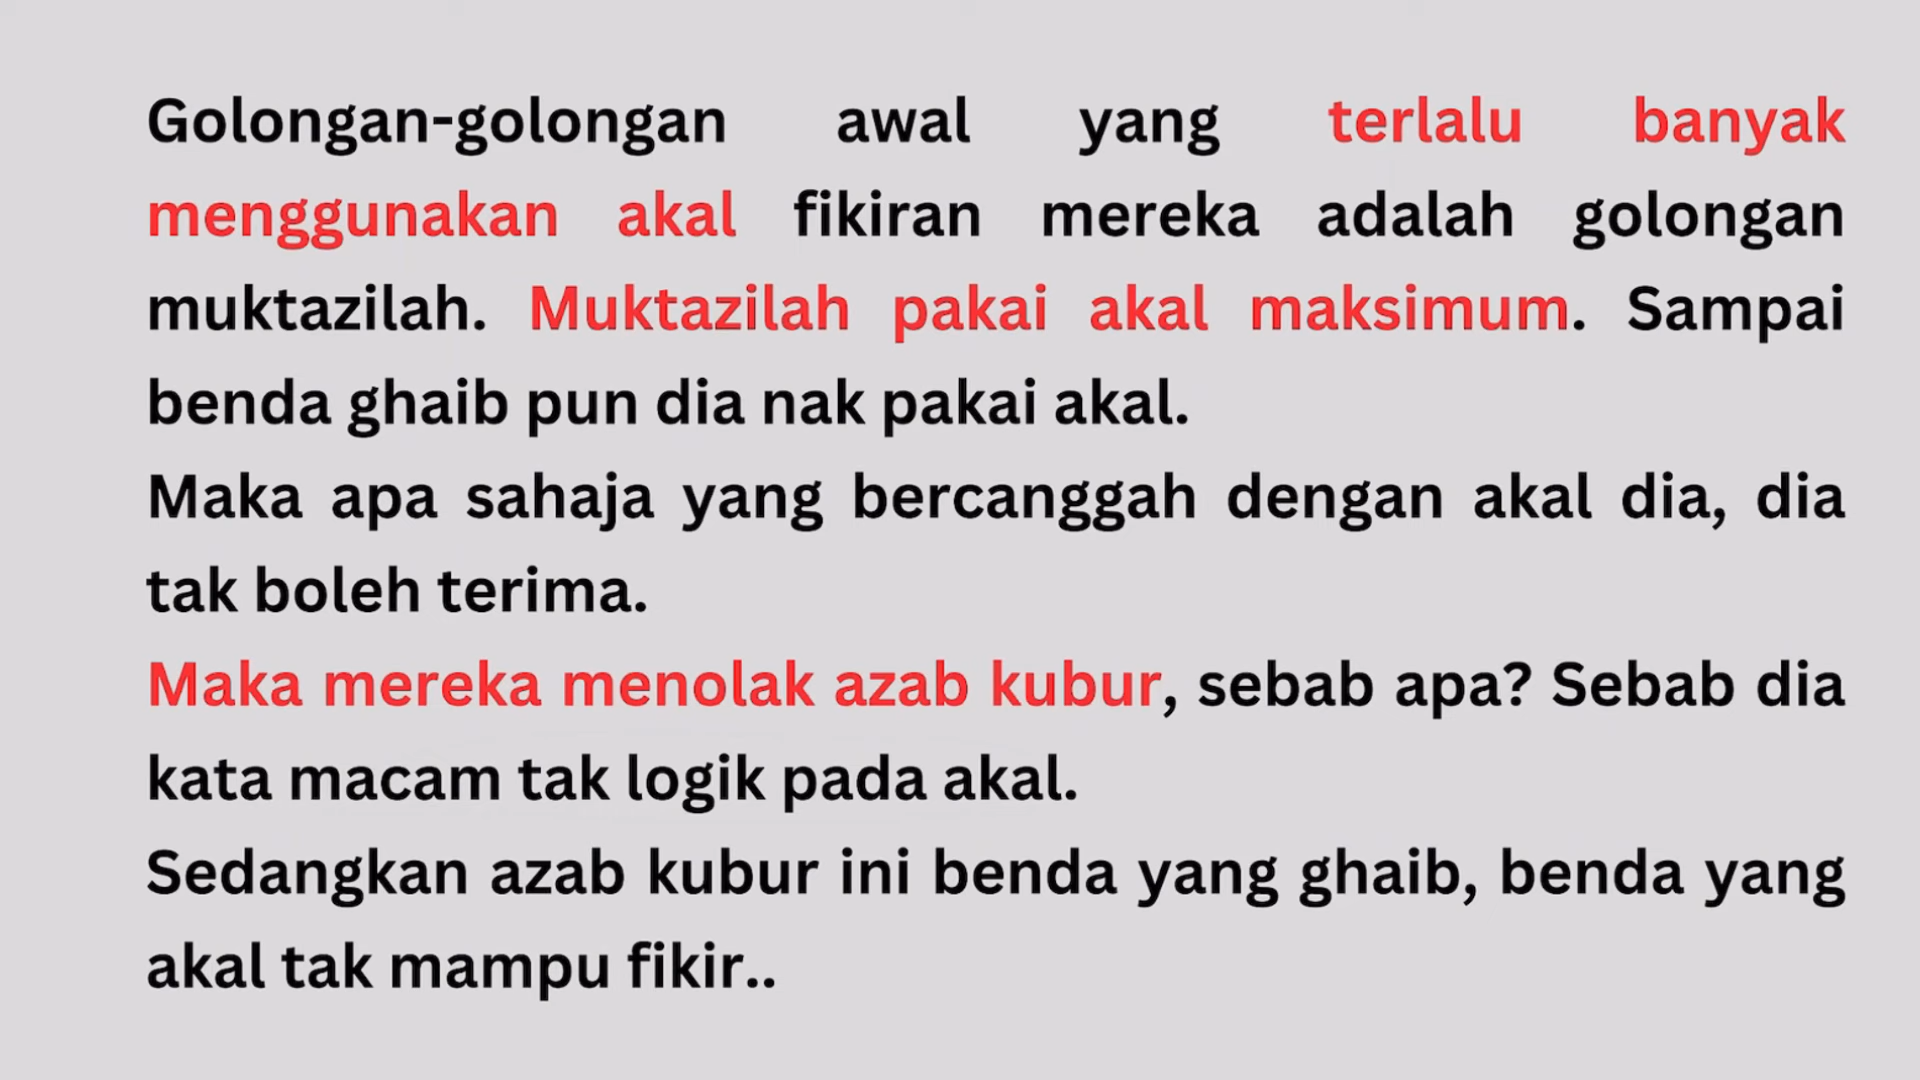 Golongan-golongan awal yang terlalu banyak
menggunakan akal fikiran mereka adalah golongan
muktazilah. Muktazilah pakai akal maksimum. Sampai
benda ghaib pun dia nak pakai akal.
Maka apa sahaja yang bercanggah dengan akal dia, dia
tak boleh terima.
Maka mereka menolak azab kubur, sebab apa? Sebab dia
kata macam tak logik pada akal.
Sedangkan azab kubur ini benda yang ghaib, benda yang
akal tak mampu fikir..